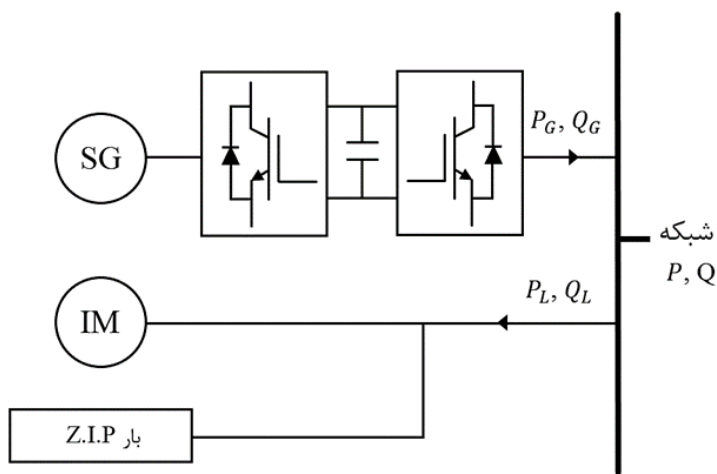 SG
P_G, Q_G
شبکه
P, Q
P_L, Q_L
IM
بار Z.I.P